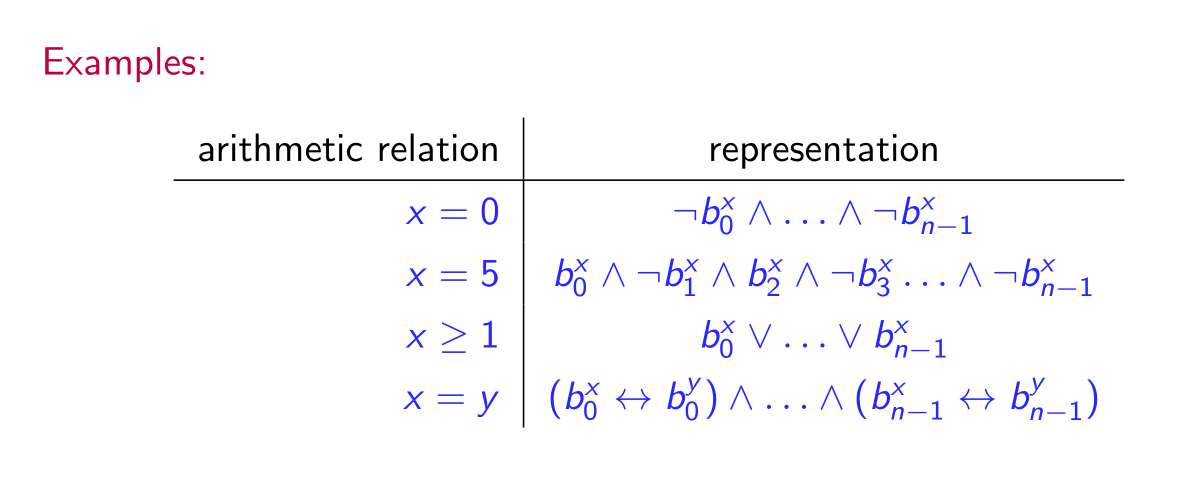 Examples:
arithmetic relation | representation
x = 0 | ¬b₀ˣ ∧ … ∧ ¬bₙ₋₁ˣ
x = 5 | b₀ˣ ∧ ¬b₁ˣ ∧ b₂ˣ ∧ ¬b₃ˣ … ∧ ¬bₙ₋₁ˣ
x ≥ 1 | b₀ˣ ∨ … ∨ bₙ₋₁ˣ
x = y | (b₀ˣ ↔ b₀ʸ) ∧ … ∧ (bₙ₋₁ˣ ↔ bₙ₋₁ʸ)